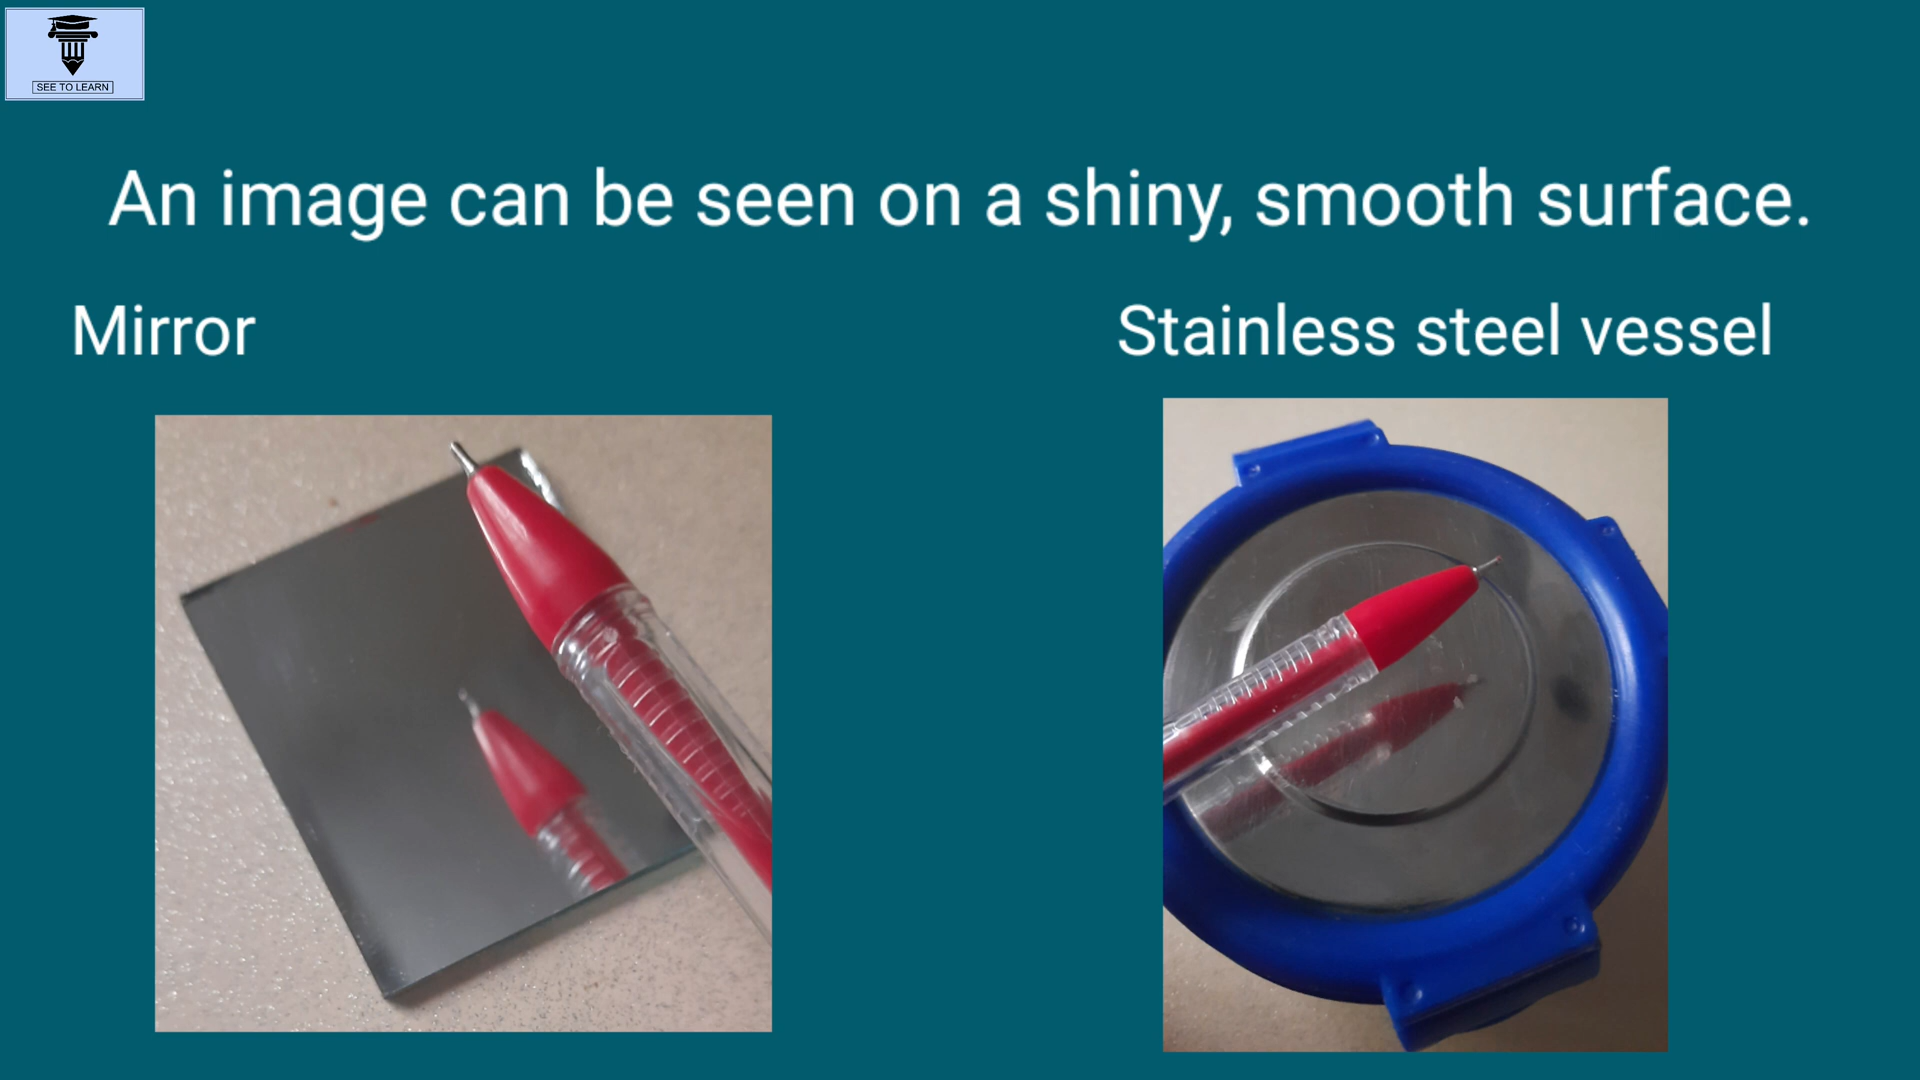 SEE TO LEARN
An image can be seen on a shiny, smooth surface.
Mirror
Stainless steel vessel